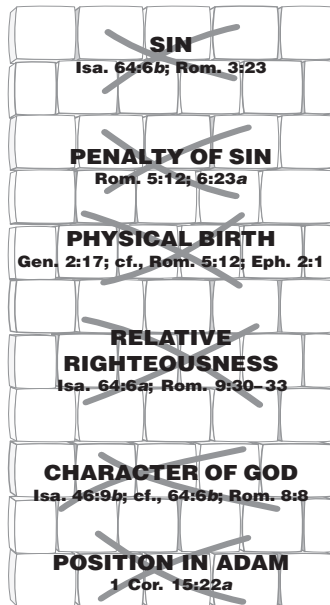 SIN
Isa. 64:6b; Rom. 3:23
PENALTY OF SIN
Rom. 5:12; 6:23a
PHYSICAL BIRTH
Gen. 2:17; cf., Rom. 5:12; Eph. 2:1
RELATIVE
RIGHTEOUSNESS
Isa. 64:6a; Rom. 9:30–33
CHARACTER OF GOD
Isa. 46:9b; cf., 64:6b; Rom. 8:8
POSITION IN ADAM
1 Cor. 15:22a